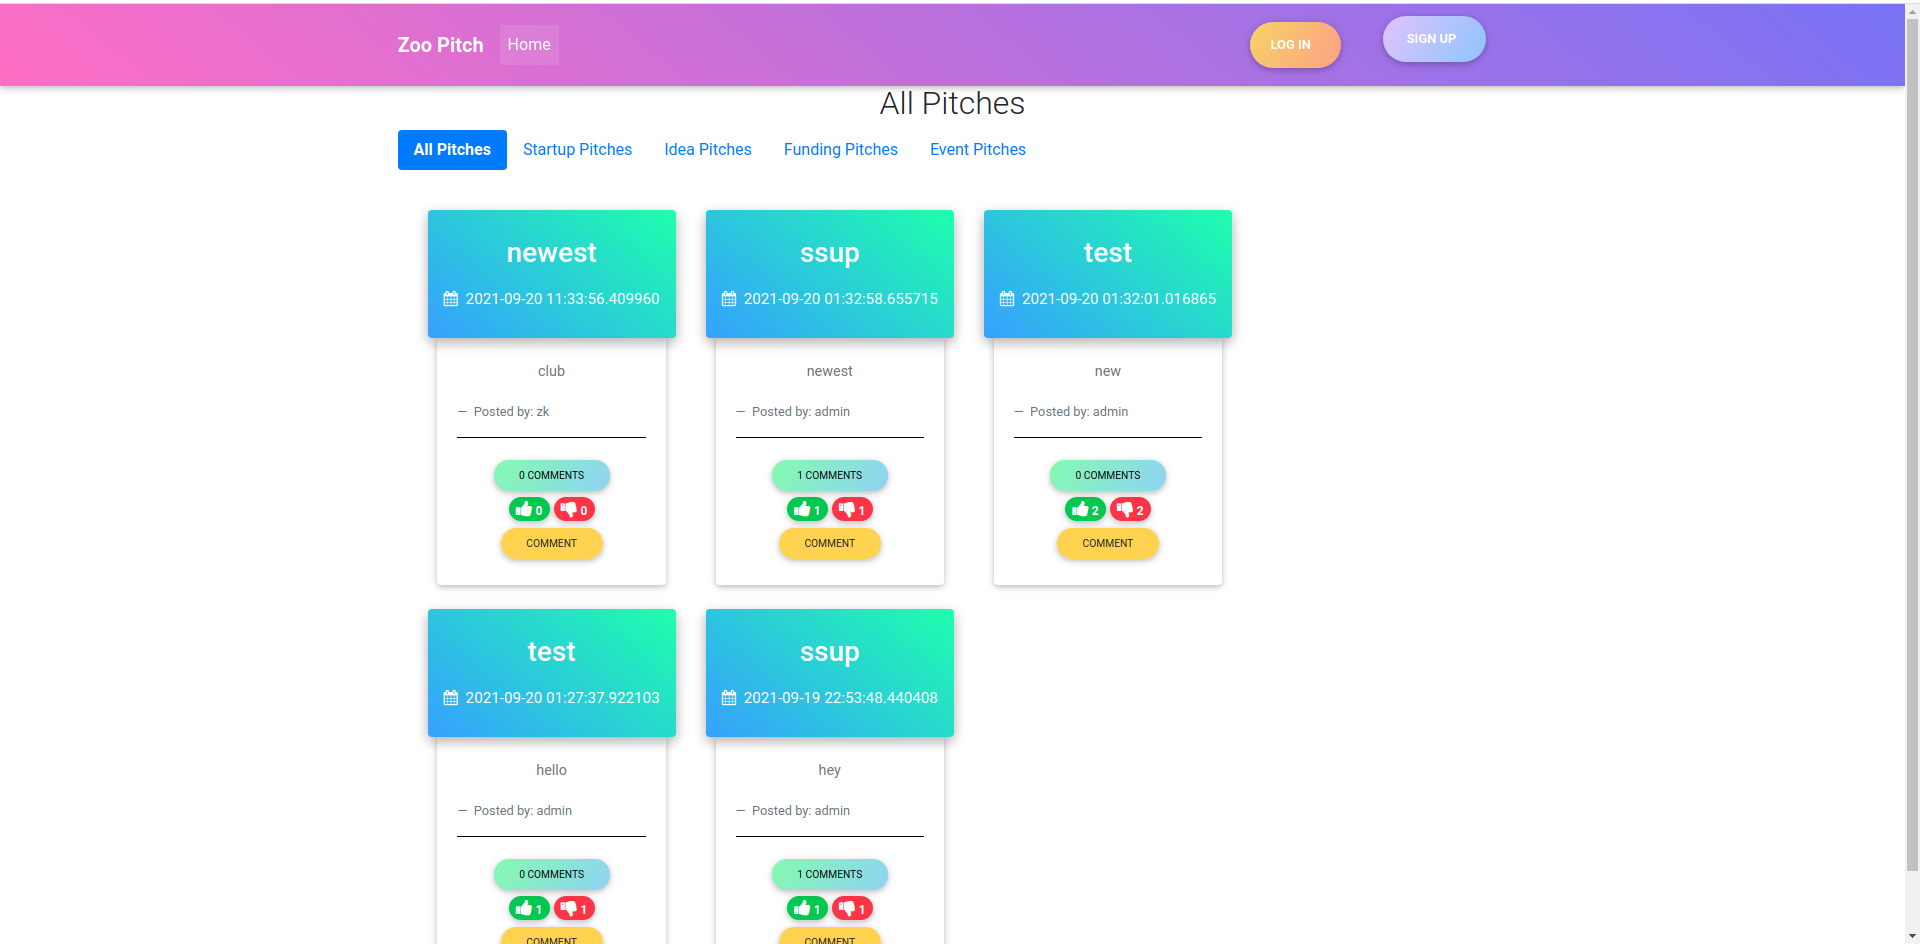 Zoo Pitch Home LOG IN SIGN UP
All Pitches
All Pitches Startup Pitches Idea Pitches Funding Pitches Event Pitches
newest
2021-09-20 11:33:56.409960
club
— Posted by: zk
0 COMMENTS
0 0
COMMENT
ssup
2021-09-20 01:32:58.655715
newest
— Posted by: admin
1 COMMENTS
1 1
COMMENT
test
2021-09-20 01:32:01.016865
new
— Posted by: admin
0 COMMENTS
2 2
COMMENT
test
2021-09-20 01:27:37.922103
hello
— Posted by: admin
0 COMMENTS
1 1
COMMENT
ssup
2021-09-19 22:53:48.440408
hey
— Posted by: admin
1 COMMENTS
1 1
COMMENT